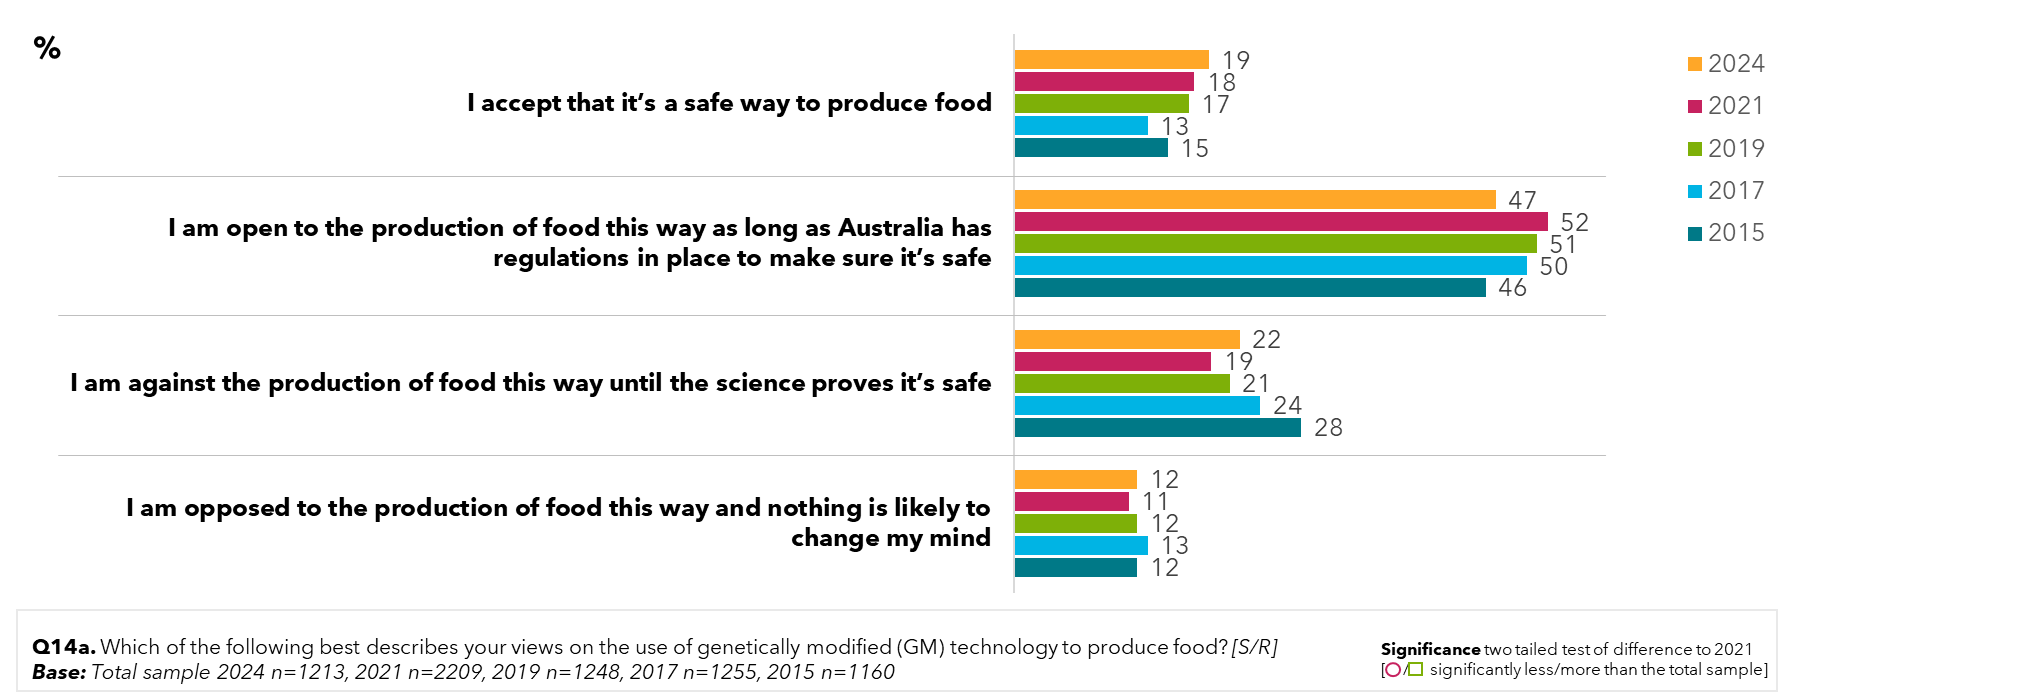 %
I accept that it’s a safe way to produce food
19
18
17
13
15
I am open to the production of food this way as long as Australia has
regulations in place to make sure it’s safe
47
52
51
50
46
I am against the production of food this way until the science proves it’s safe
22
19
21
24
28
I am opposed to the production of food this way and nothing is likely to
change my mind
12
11
12
13
12
2024
2021
2019
2017
2015
Q14a. Which of the following best describes your views on the use of genetically modified (GM) technology to produce food? [S/R]
Base: Total sample 2024 n=1213, 2021 n=2209, 2019 n=1248, 2017 n=1255, 2015 n=1160
Significance two tailed test of difference to 2021
[/ significantly less/more than the total sample]